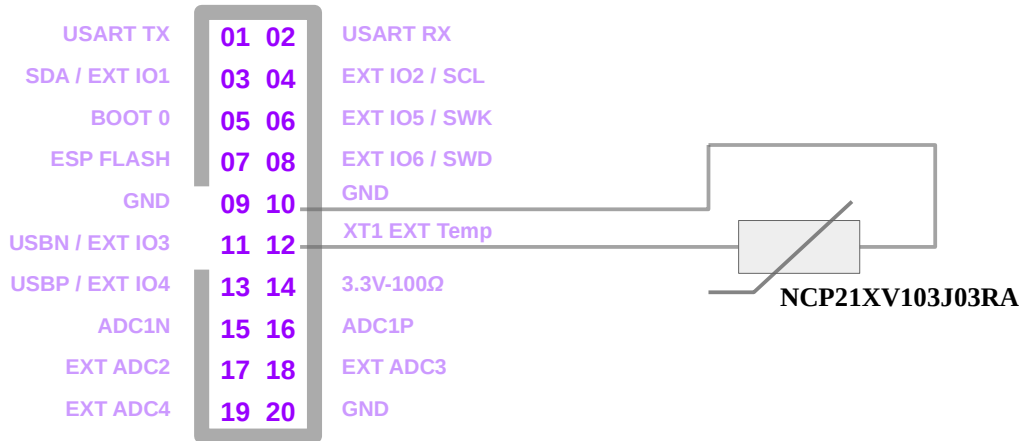 USART TX 01 02 USART RX
SDA / EXT IO1 03 04 EXT IO2 / SCL
BOOT 0 05 06 EXT IO5 / SWK
ESP FLASH 07 08 EXT IO6 / SWD
GND 09 10 GND
USBN / EXT IO3 11 12 XT1 EXT Temp
USBP / EXT IO4 13 14 3.3V-100Ω
NCP21XV103J03RA
ADC1N 15 16 ADC1P
EXT ADC2 17 18 EXT ADC3
EXT ADC4 19 20 GND